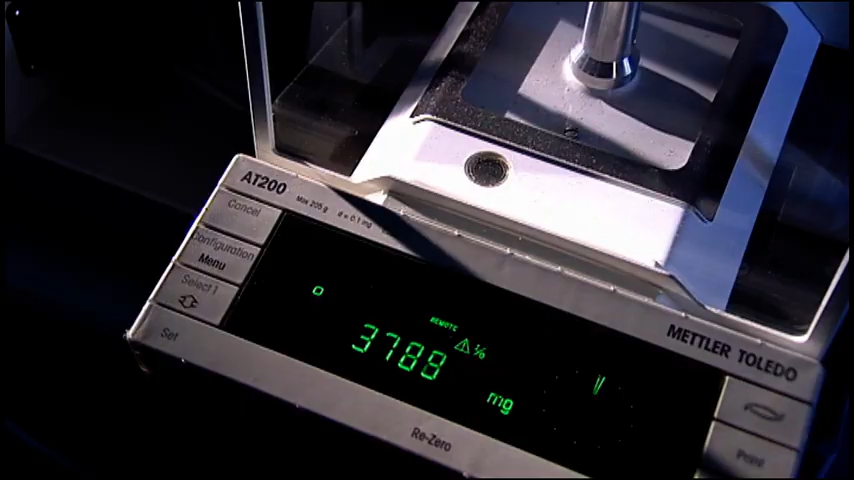 AT200
Max 205 g d = 0.1 mg
Cancel
Configuration
Menu
Select 1
Set
REMOTE
3788
mg
METTLER TOLEDO
Re-Zero
Print